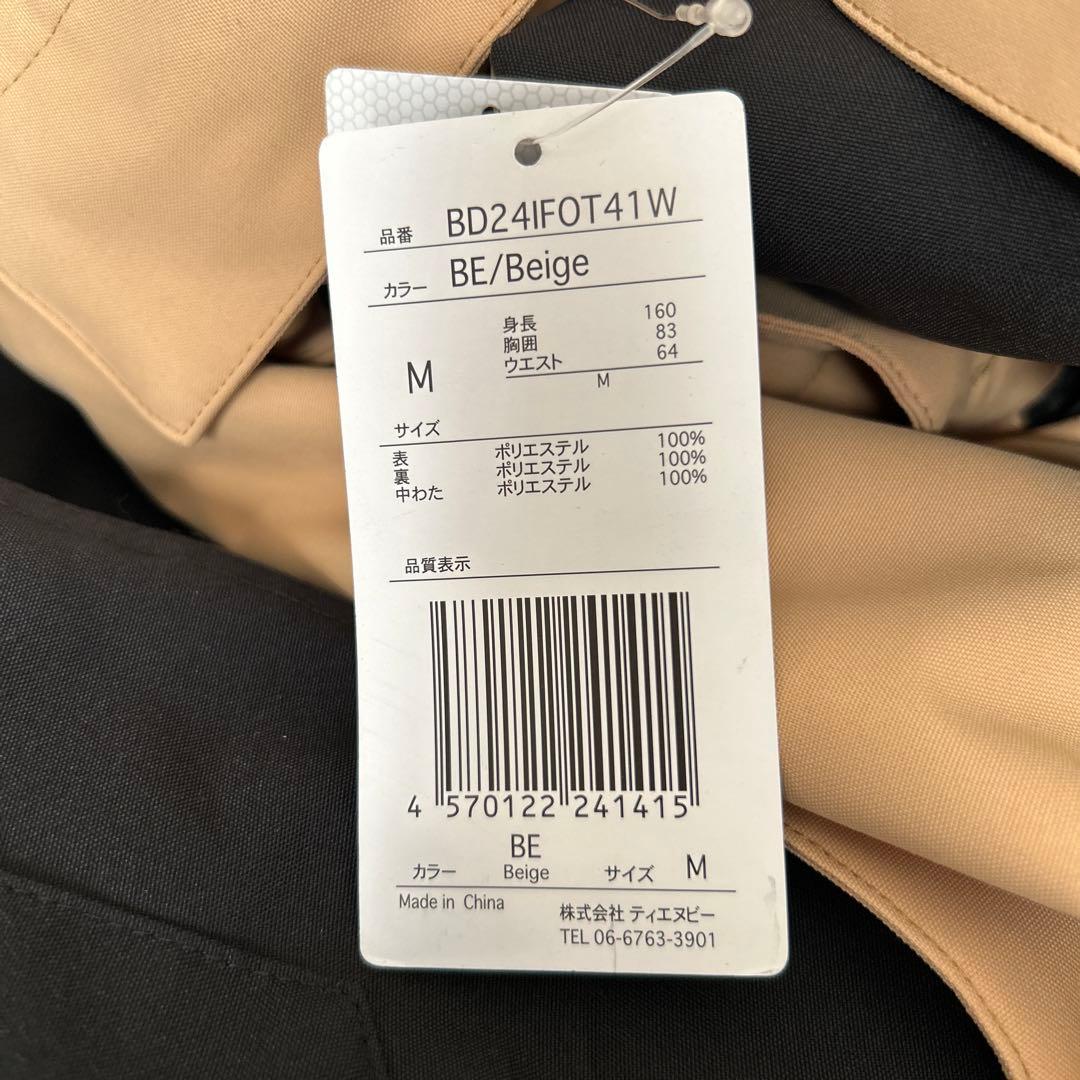 品番 BD24IFOT41W
カラー BE/Beige
身長 160
胸囲 83
ウエスト 64
M
M
サイズ
表 ポリエステル 100%
裏 ポリエステル 100%
中わた ポリエステル 100%
品質表示
4 570122 241415
BE
カラー Beige サイズ M
Made in China
株式会社 ティエヌビー
TEL 06-6763-3901